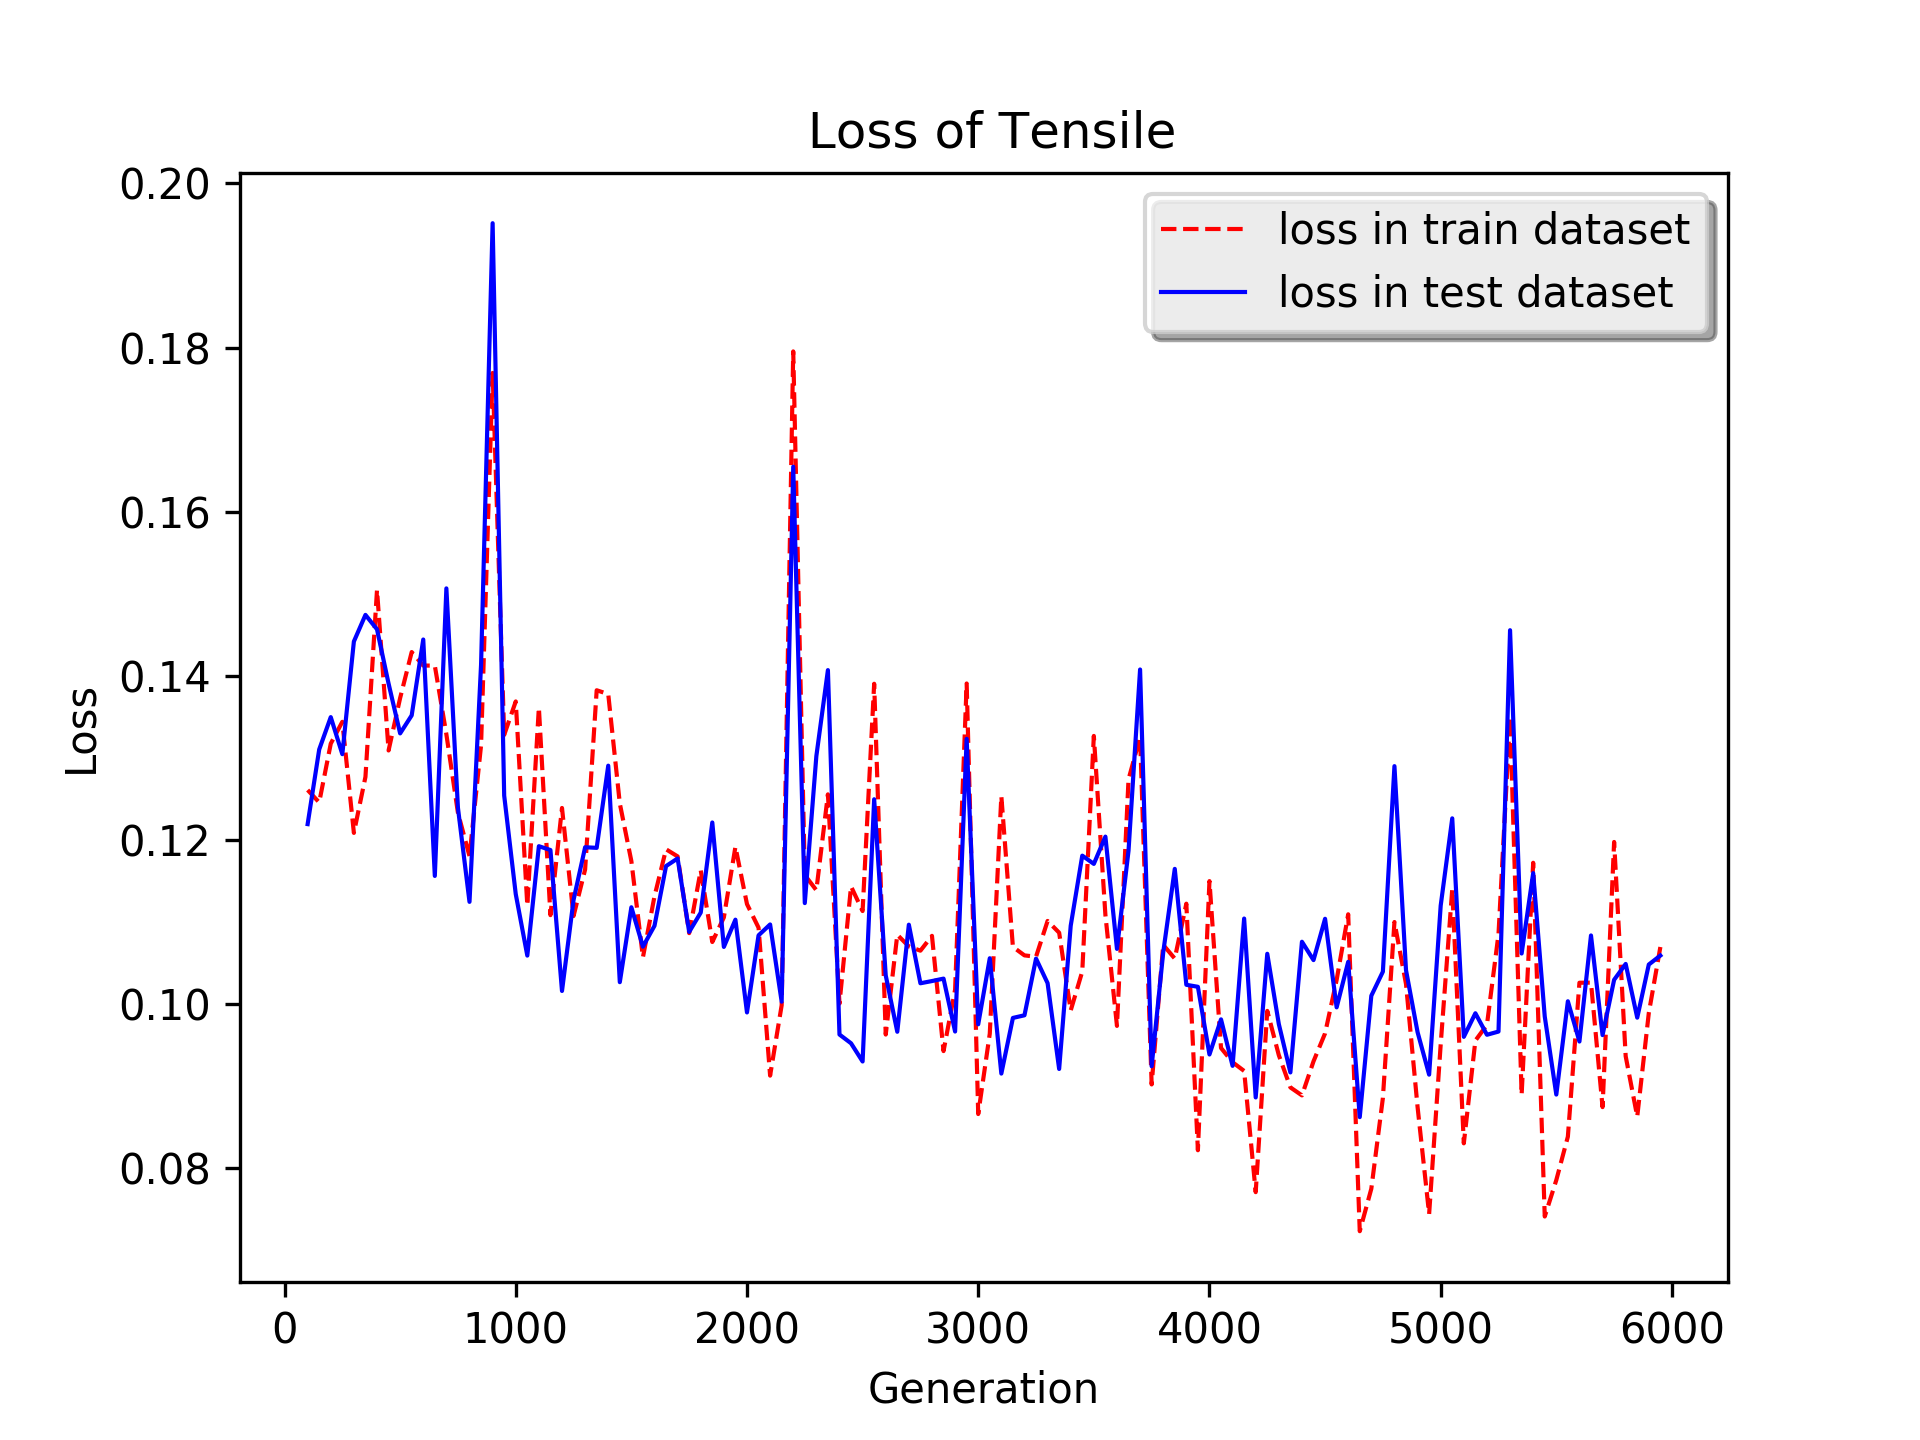 Loss of Tensile
0.20
0.18
0.16
0.14
0.12
0.10
0.08
Loss
loss in train dataset
loss in test dataset
0 1000 2000 3000 4000 5000 6000
Generation